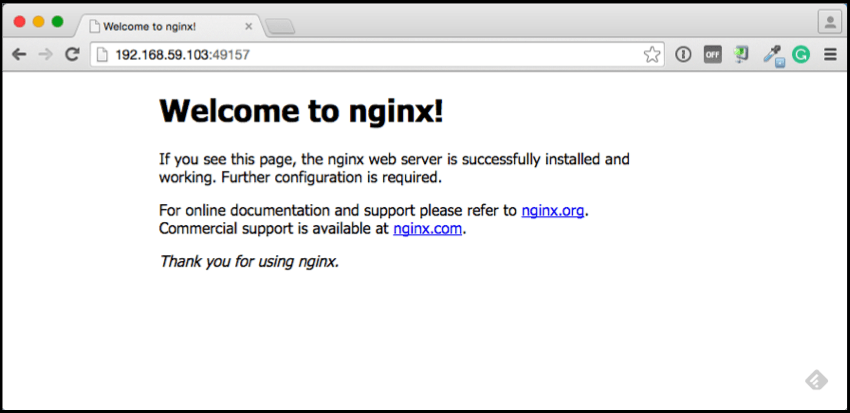 Welcome to nginx!
192.168.59.103:49157
OFF
Welcome to nginx!
If you see this page, the nginx web server is successfully installed and
working. Further configuration is required.
For online documentation and support please refer to nginx.org.
Commercial support is available at nginx.com.
Thank you for using nginx.